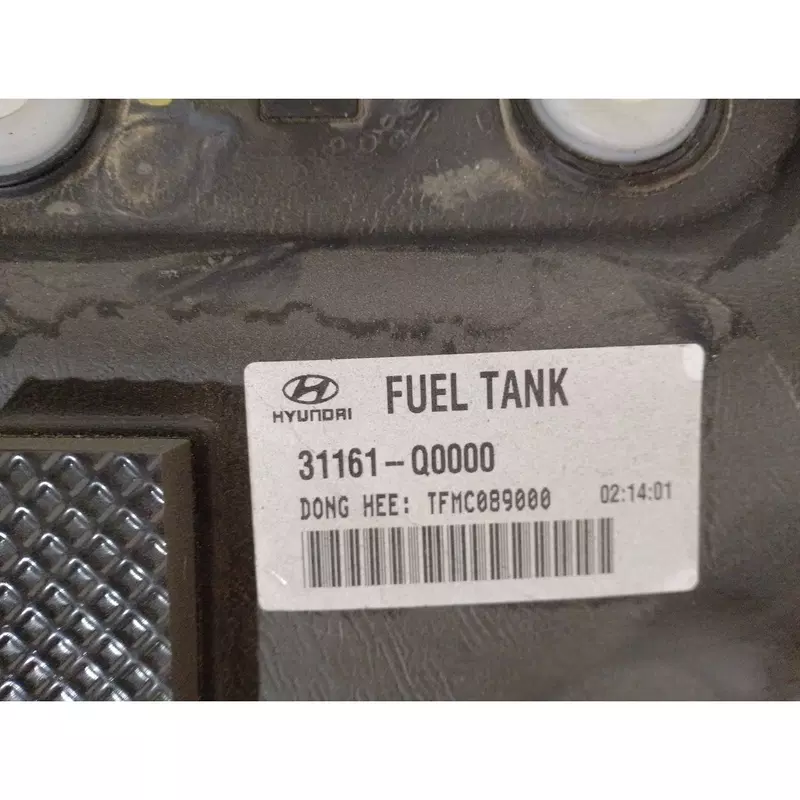 HYUNDAI FUEL TANK
31161-Q0000
DONG HEE: TFMC089000 02:14:01